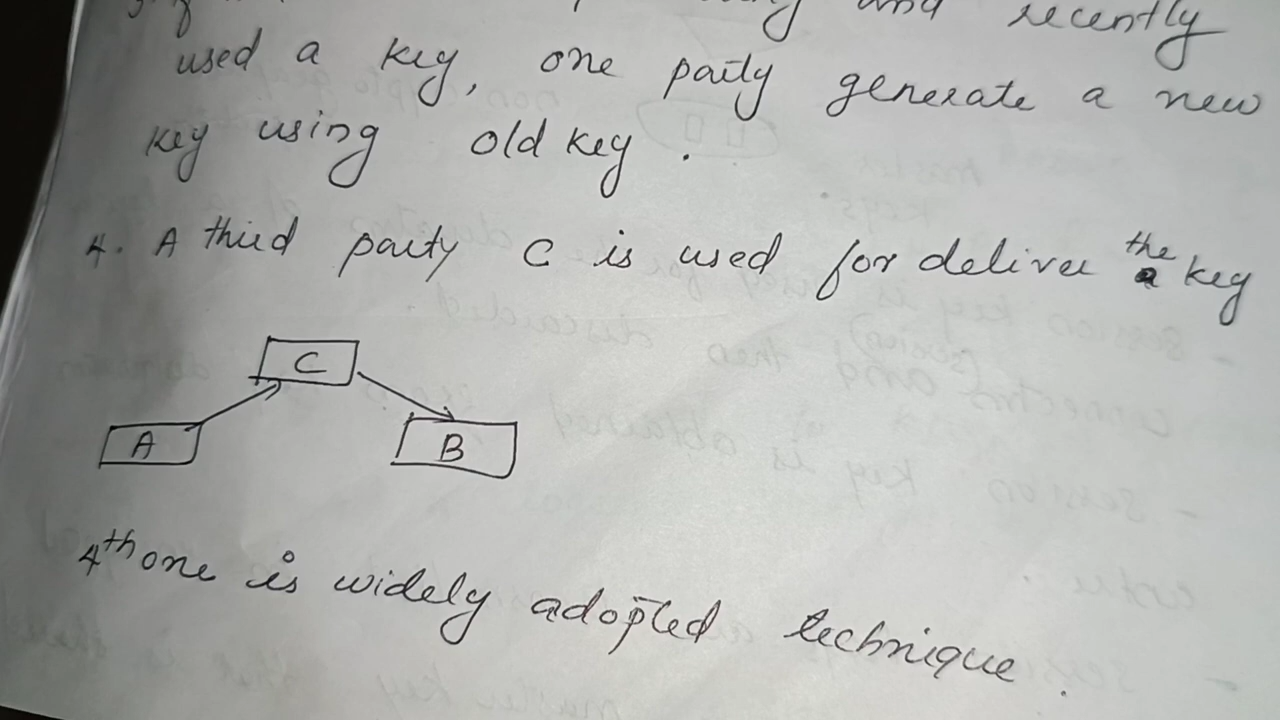 and recently
used a key, one party generate a new
key using old key.
4. A third party C is used for deliver the key
C
A
B
4th one is widely adopted technique.